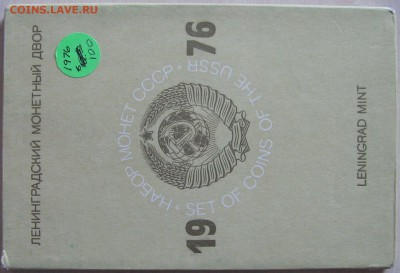 COINS.LAVE.RU
ЛЕНИНГРАДСКИЙ МОНЕТНЫЙ ДВОР
1976
100
19 76
• НАБОР МОНЕТ СССР •
SET OF COINS OF THE USSR
LENINGRAD MINT